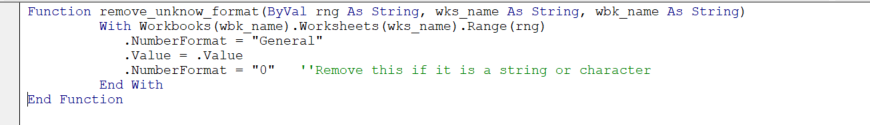 Function remove_unknow_format(ByVal rng As String, wks_name As String, wbk_name As String)
With Workbooks(wbk_name).Worksheets(wks_name).Range(rng)
.NumberFormat = "General"
.Value = .Value
.NumberFormat = "0"   ''Remove this if it is a string or character
End With
End Function